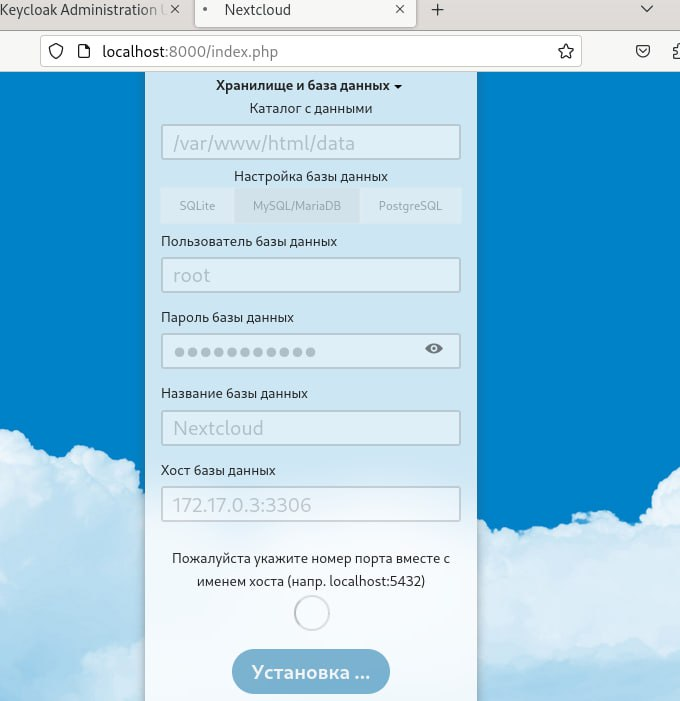 Keycloak Administration
Nextcloud
localhost:8000/index.php
Хранилище и база данных
Каталог с данными
/var/www/html/data
Настройка базы данных
SQLite MySQL/MariaDB PostgreSQL
Пользователь базы данных
root
Пароль базы данных
Название базы данных
Nextcloud
Хост базы данных
172.17.0.3:3306
Пожалуйста укажите номер порта вместе с
именем хоста (напр. localhost:5432)
Установка ...